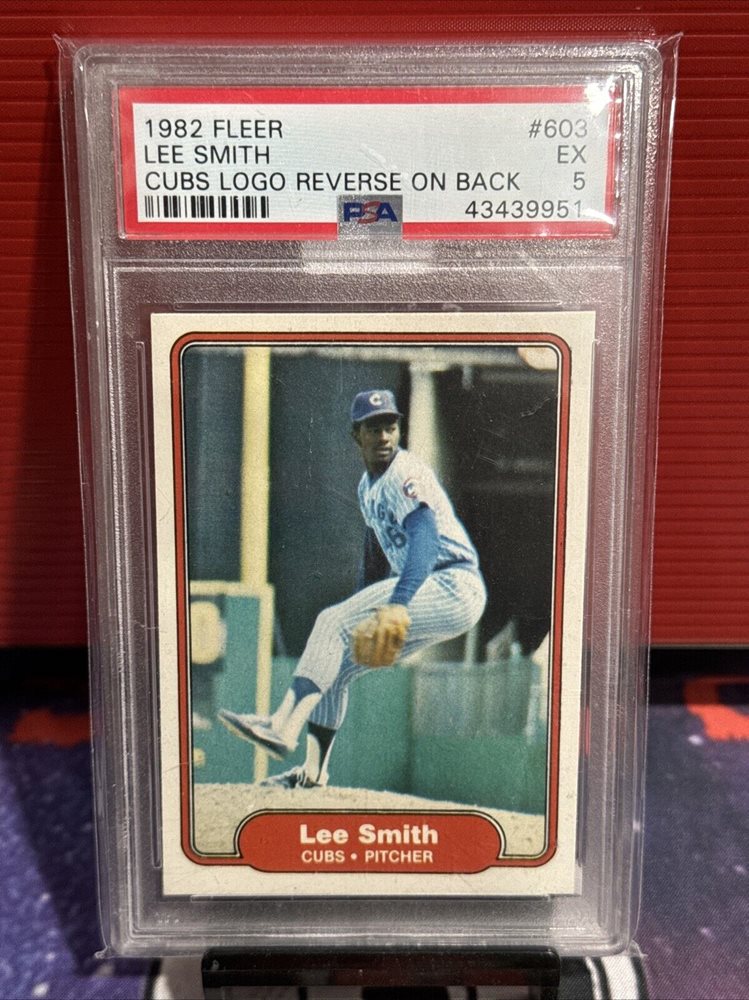 1982 FLEER #603
LEE SMITH EX
CUBS LOGO REVERSE ON BACK 5
PSA 43439951
C
C
Lee Smith
CUBS • PITCHER